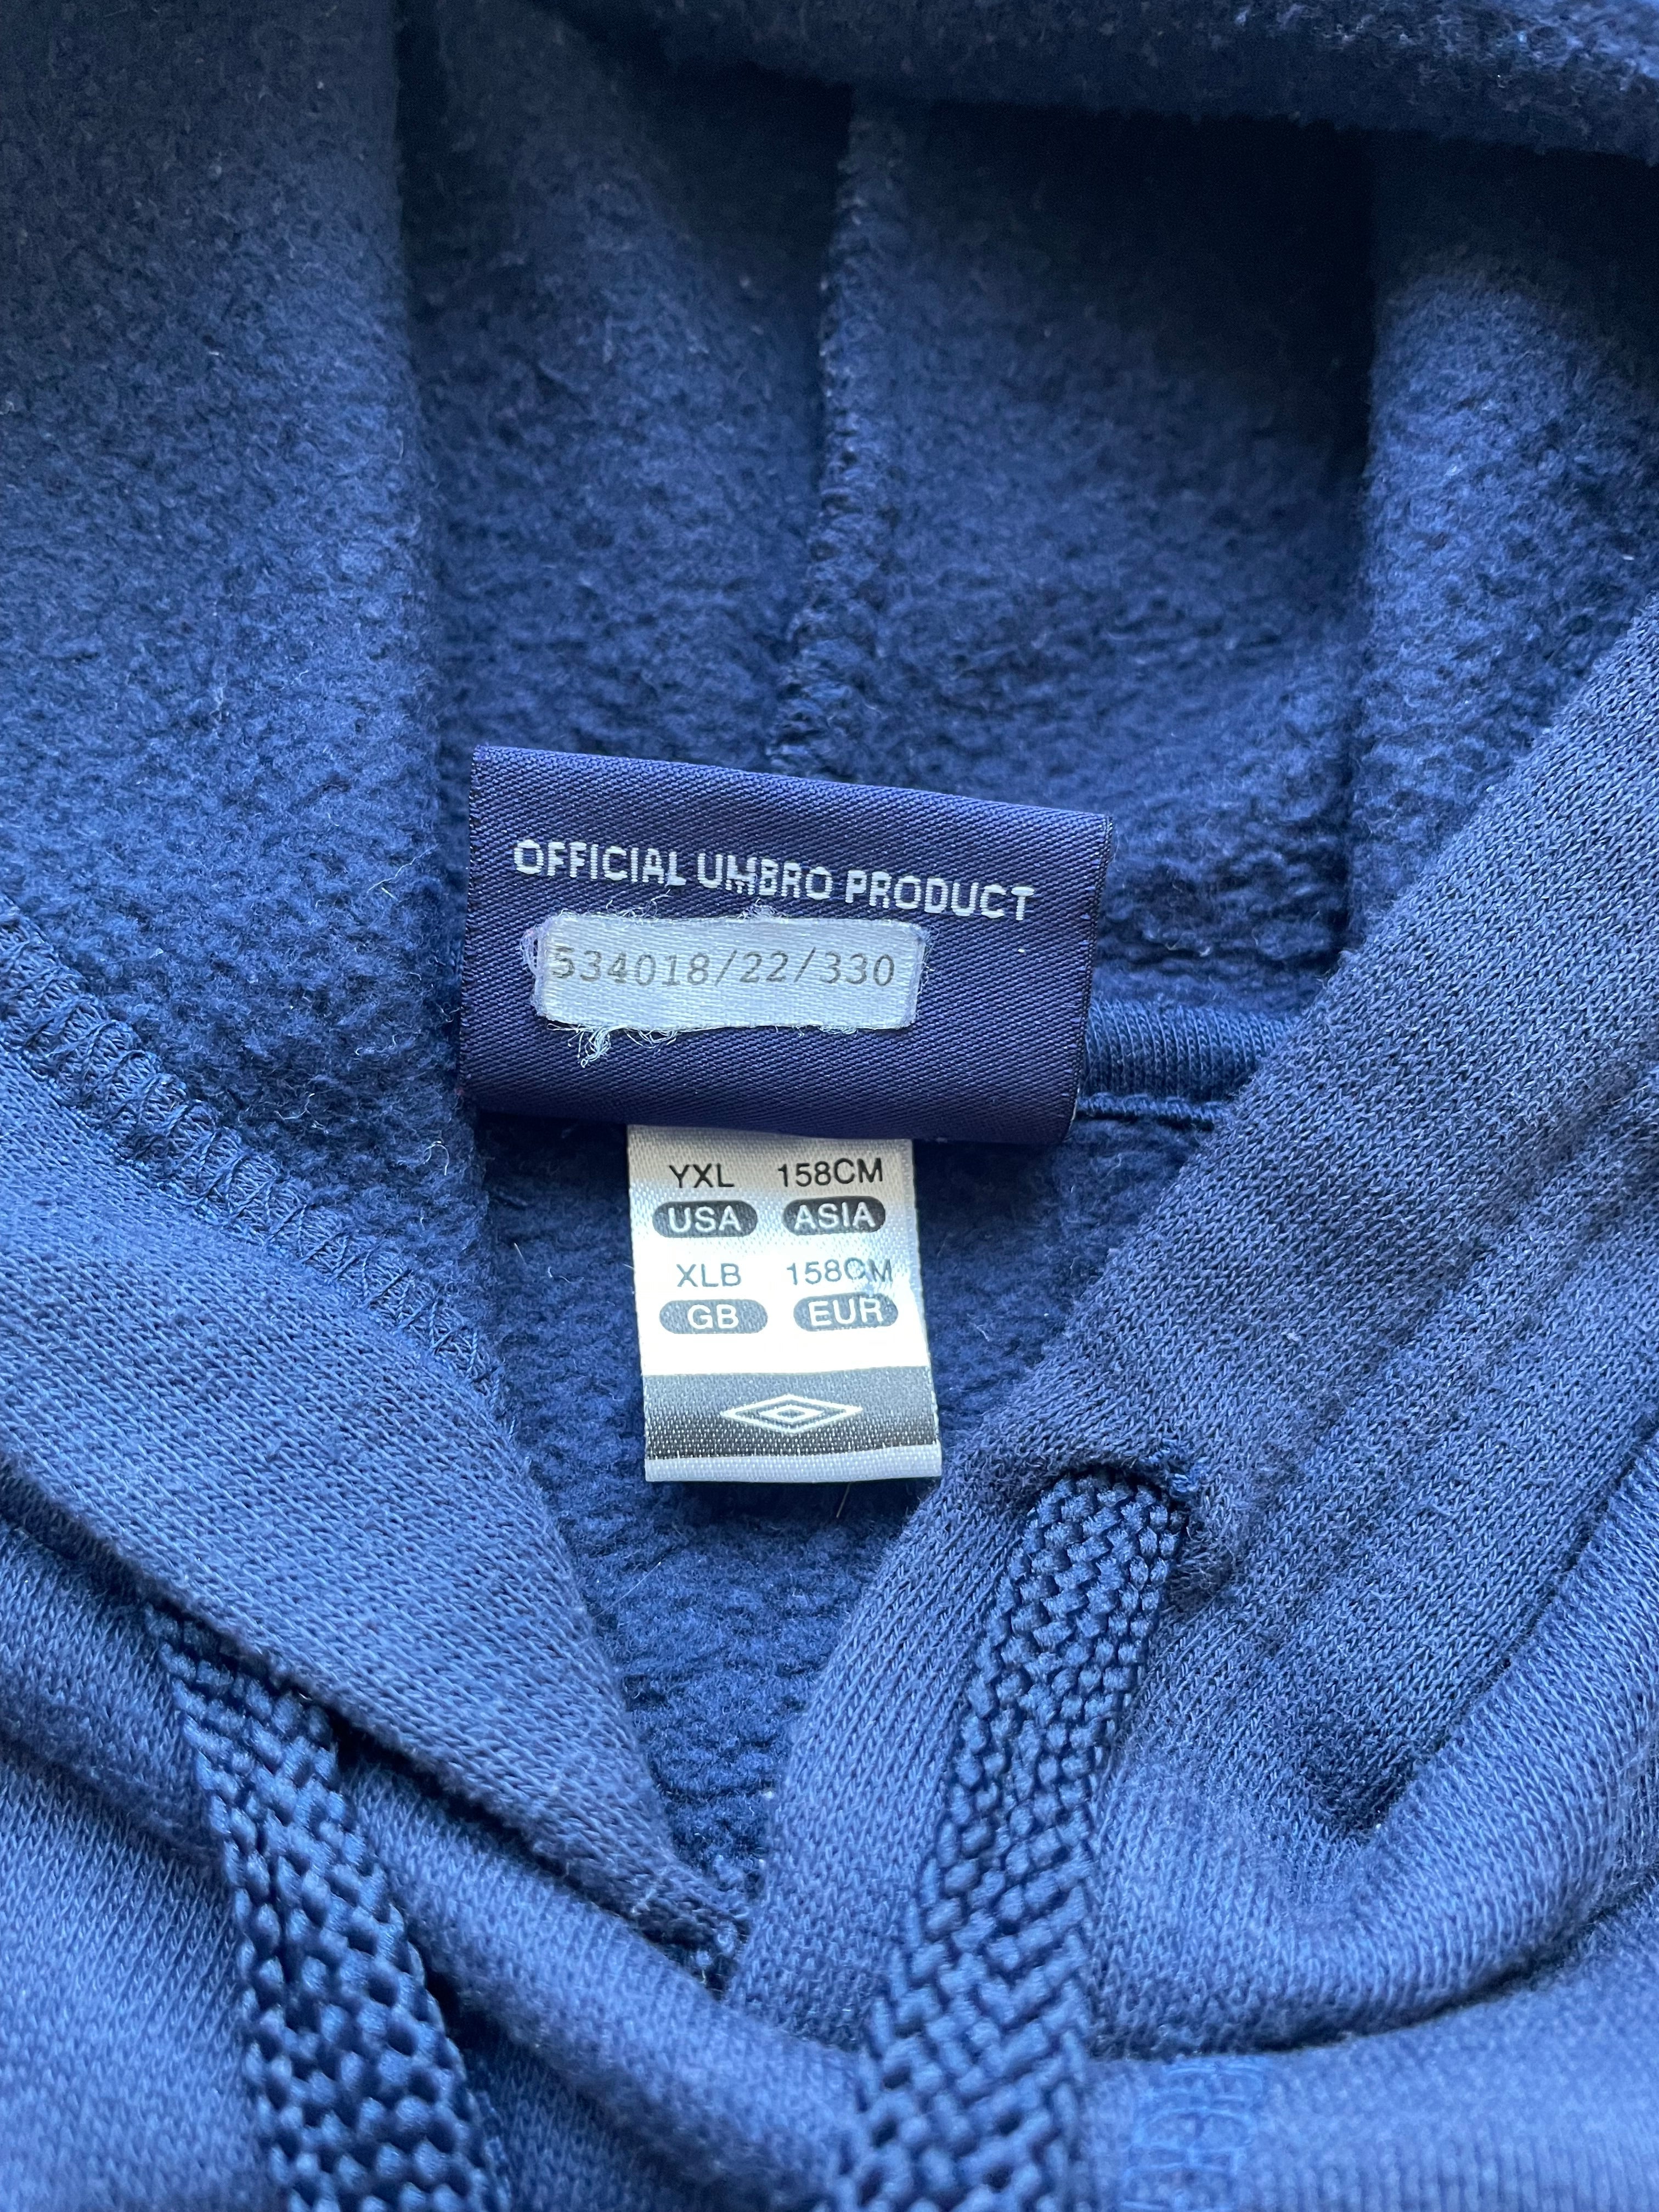 OFFICIAL UMBRO PRODUCT
534018/22/330
YXL 158CM
USA ASIA
XLB 158CM
GB EUR